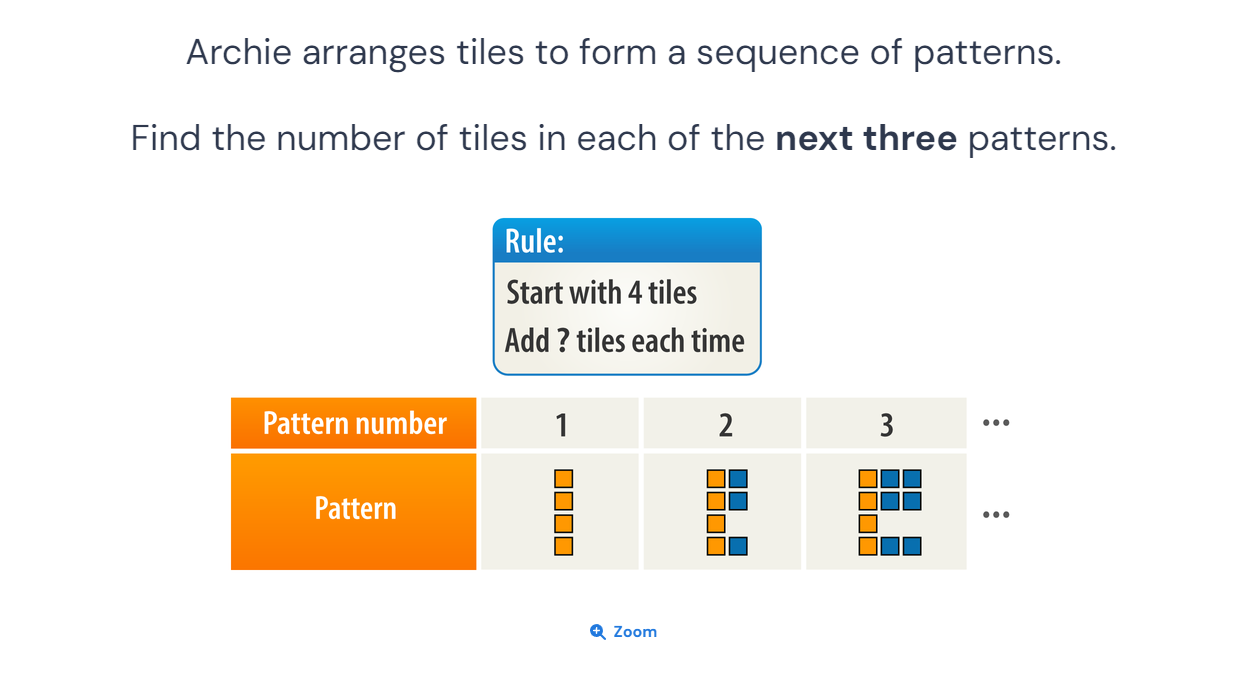 Archie arranges tiles to form a sequence of patterns.
Find the number of tiles in each of the next three patterns.
Rule:
Start with 4 tiles
Add ? tiles each time
Pattern number 1 2 3 ...
Pattern ...
Zoom